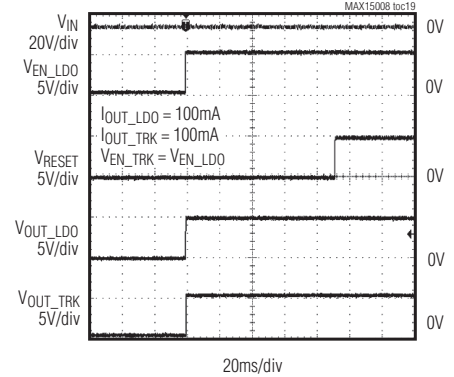 MAX15008 toc19
VIN
20V/div
0V
VEN_LDO
5V/div
0V
IOUT_LDO = 100mA
IOUT_TRK = 100mA
VEN_TRK = VEN_LDO
VRESET
5V/div
0V
VOUT_LDO
5V/div
0V
VOUT_TRK
5V/div
0V
20ms/div